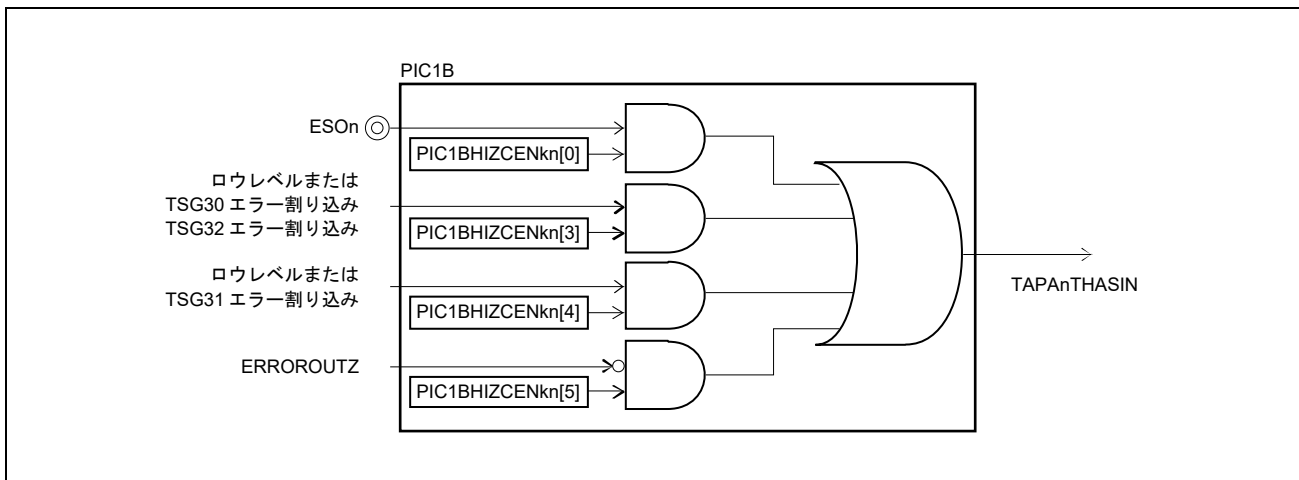 PIC1B
ESOn
PIC1BHIZCENkn[0]
ロウレベルまたは
TSG30 エラー割り込み
TSG32 エラー割り込み
PIC1BHIZCENkn[3]
ロウレベルまたは
TSG31 エラー割り込み
PIC1BHIZCENkn[4]
ERROROUTZ
PIC1BHIZCENkn[5]
TAPAnTHASIN